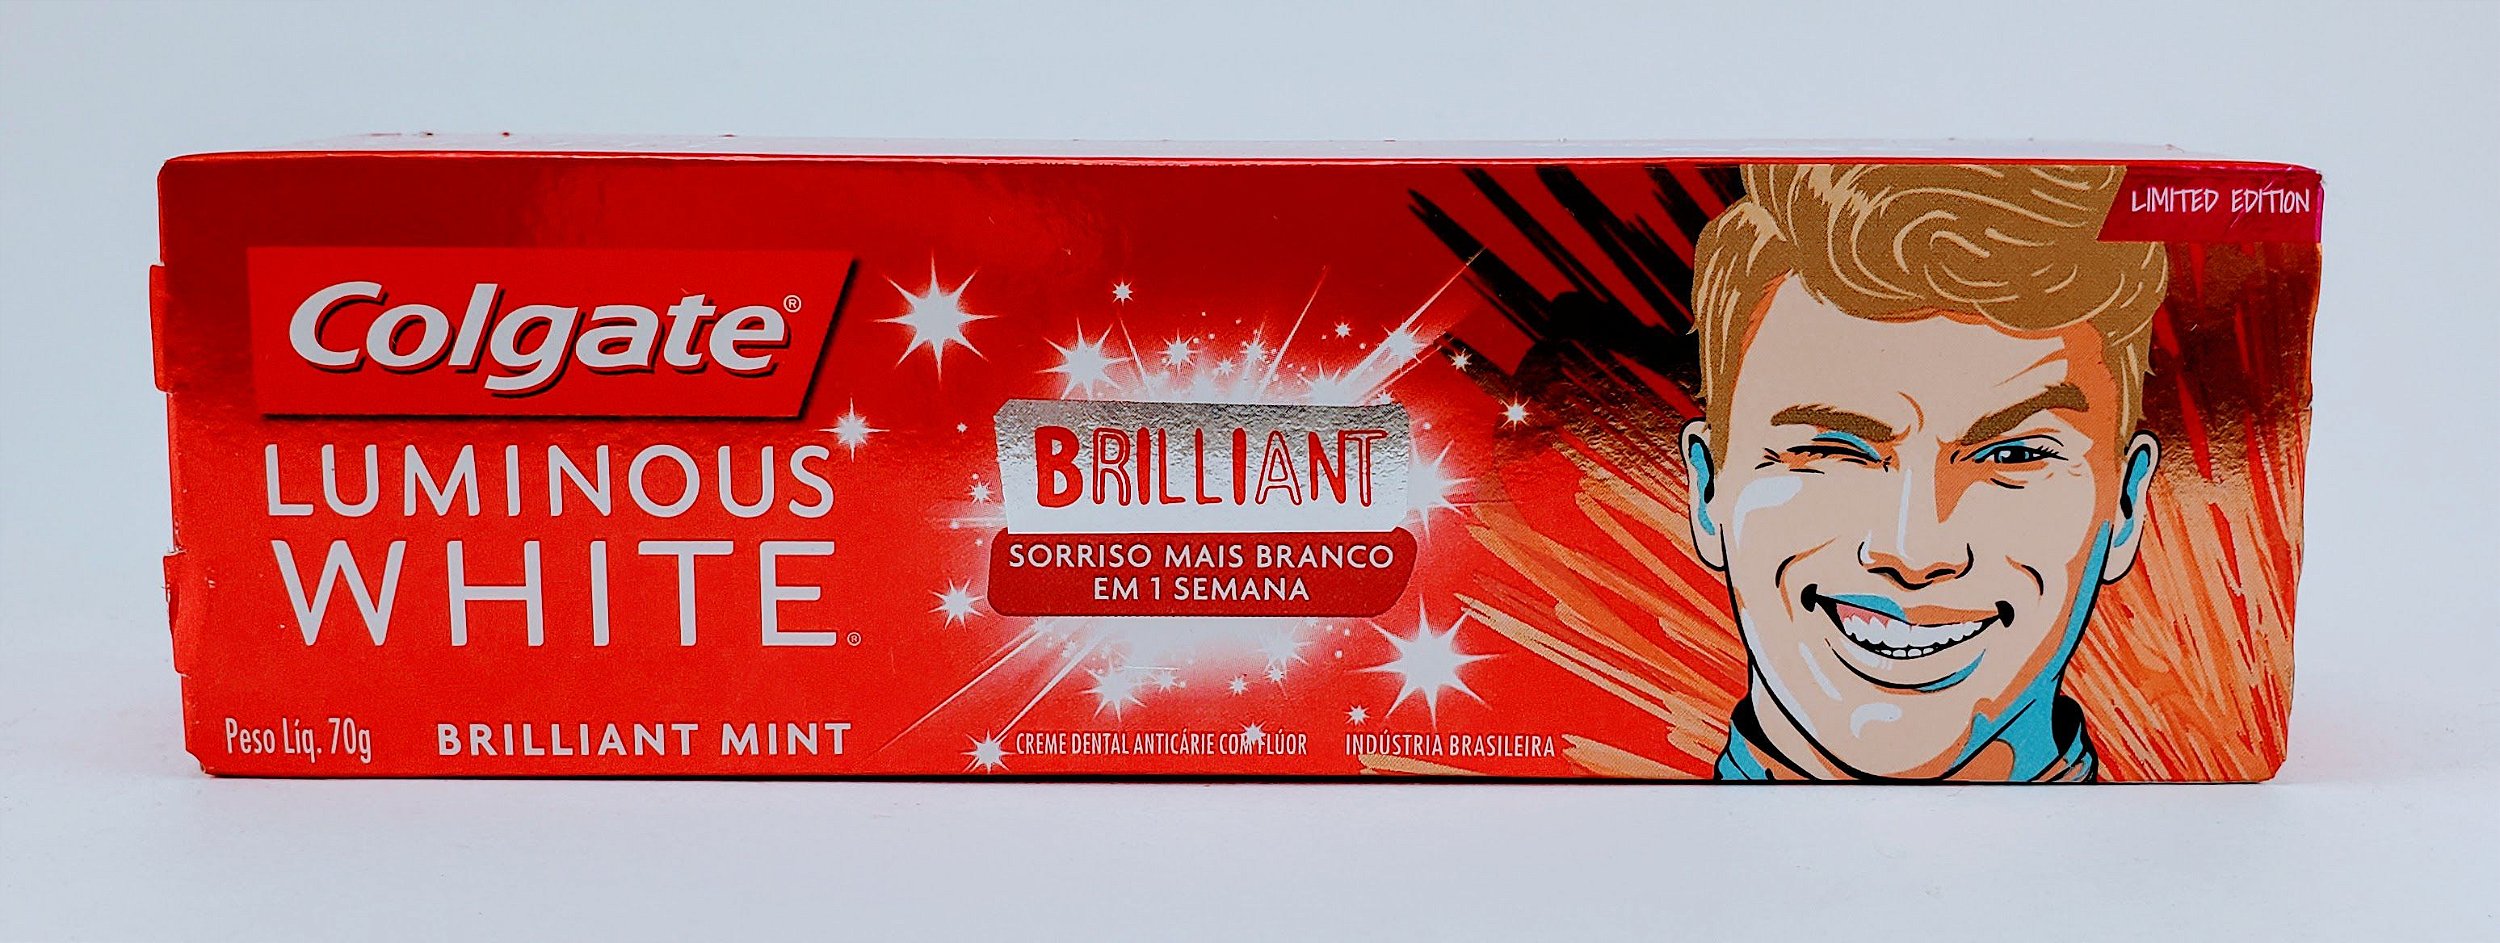 Colgate®
LUMINOUS
WHITE®
Peso Líq. 70g
BRILLIANT MINT
BRILLIANT
SORRISO MAIS BRANCO
EM 1 SEMANA
CREME DENTAL ANTICÁRIE COM FLÚOR
INDÚSTRIA BRASILEIRA
LIMITED EDITION